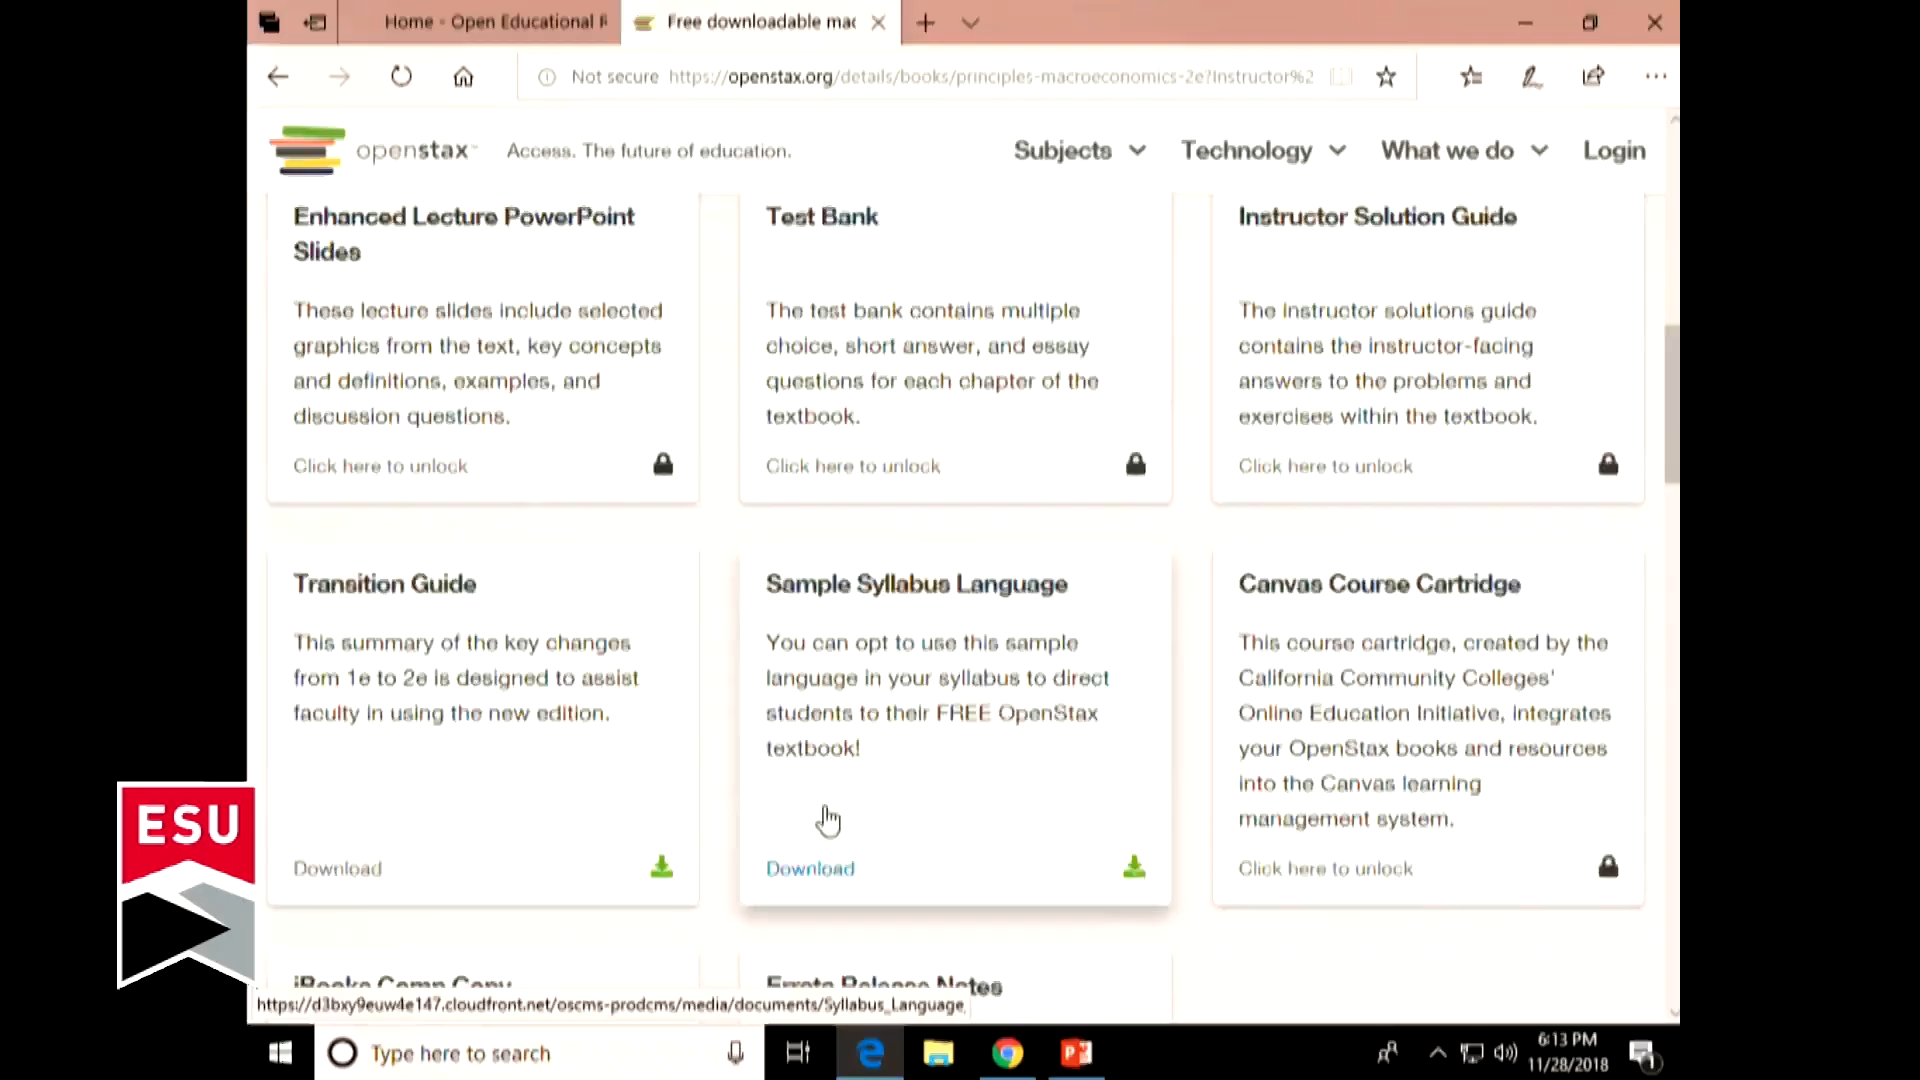 Home - Open Educational R
Free downloadable mac
Not secure https://openstax.org/details/books/principles-macroeconomics-2e?Instructor%2
openstax Access. The future of education.
Subjects Technology What we do Login
Enhanced Lecture PowerPoint
Slides
These lecture slides include selected
graphics from the text, key concepts
and definitions, examples, and
discussion questions.
Click here to unlock
Test Bank
The test bank contains multiple
choice, short answer, and essay
questions for each chapter of the
textbook.
Click here to unlock
Instructor Solution Guide
The instructor solutions guide
contains the instructor-facing
answers to the problems and
exercises within the textbook.
Click here to unlock
Transition Guide
This summary of the key changes
from 1e to 2e is designed to assist
faculty in using the new edition.
Download
Sample Syllabus Language
You can opt to use this sample
language in your syllabus to direct
students to their FREE OpenStax
textbook!
Download
Canvas Course Cartridge
This course cartridge, created by the
California Community Colleges'
Online Education Initiative, integrates
your OpenStax books and resources
into the Canvas learning
management system.
Click here to unlock
ESU
iBooks Comp Copy
Errata Release Notes
https://d3bxy9euw4e147.cloudfront.net/oscms-prodcms/media/documents/Syllabus_Language
Type here to search
6:13 PM
11/28/2018
1